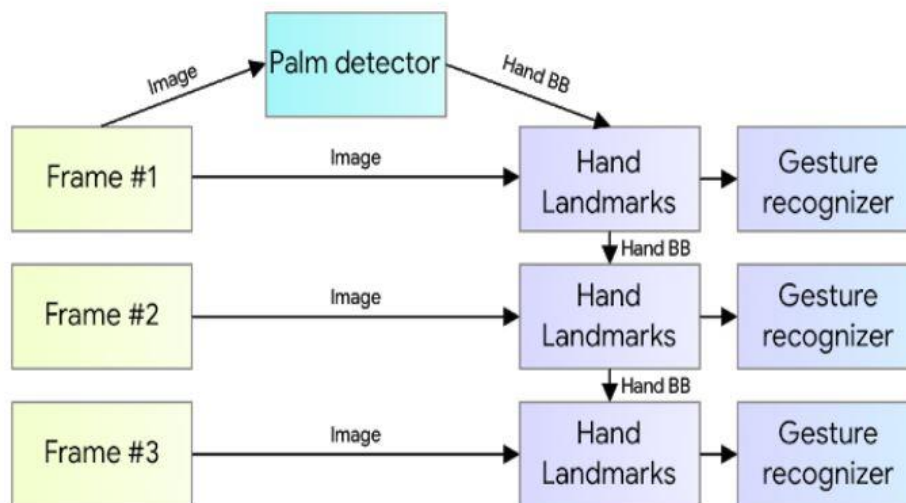 Palm detector
Image
Hand BB
Frame #1
Image
Hand
Landmarks
Gesture
recognizer
Hand BB
Frame #2
Image
Hand
Landmarks
Gesture
recognizer
Hand BB
Frame #3
Image
Hand
Landmarks
Gesture
recognizer